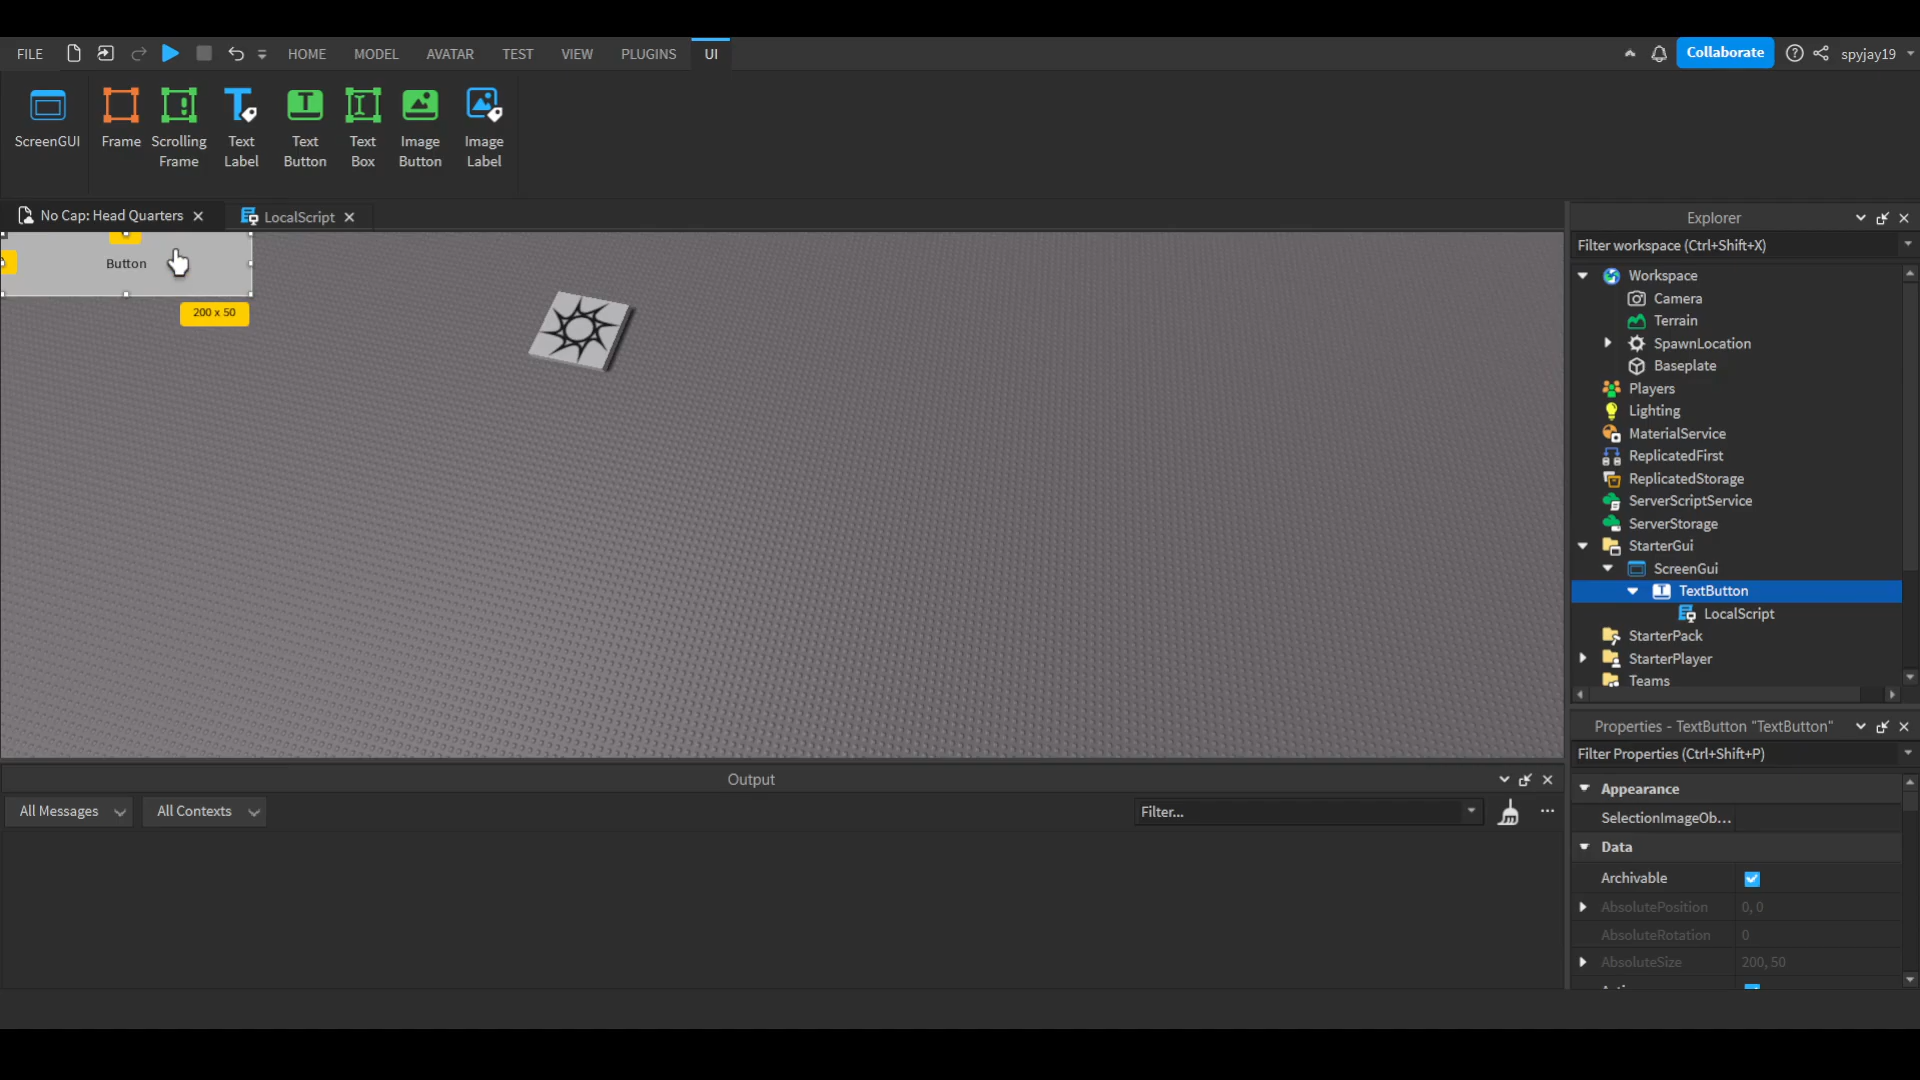 FILE HOME MODEL AVATAR TEST VIEW PLUGINS UI Collaborate spyjay19
ScreenGUI Frame Scrolling Frame Text Label Text Button Text Box Image Button Image Label
No Cap: Head Quarters LocalScript
Button
200 x 50
Explorer
Filter workspace (Ctrl+Shift+X)
Workspace
Camera
Terrain
SpawnLocation
Baseplate
Players
Lighting
MaterialService
ReplicatedFirst
ReplicatedStorage
ServerScriptService
ServerStorage
StarterGui
ScreenGui
TextButton
LocalScript
StarterPack
StarterPlayer
Teams
Properties - TextButton "TextButton"
Filter Properties (Ctrl+Shift+P)
Appearance
SelectionImageOb...
Data
Archivable
AbsolutePosition 0, 0
AbsoluteRotation 0
AbsoluteSize 200, 50
Output
All Messages All Contexts Filter...